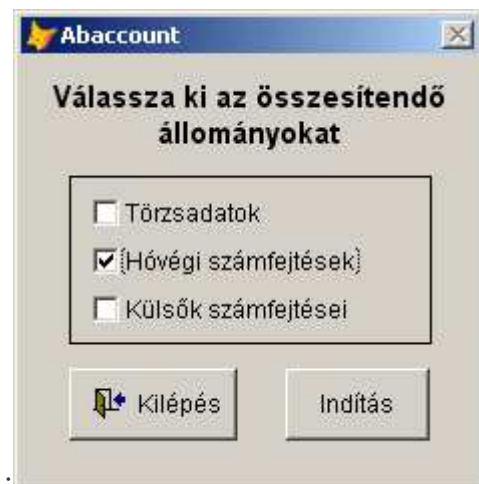 Abaccount
Válassza ki az összesítendő
állományokat
Törzsadatok
Hóvégi számfejtések
Külsők számfejtései
Kilépés
Indítás
.